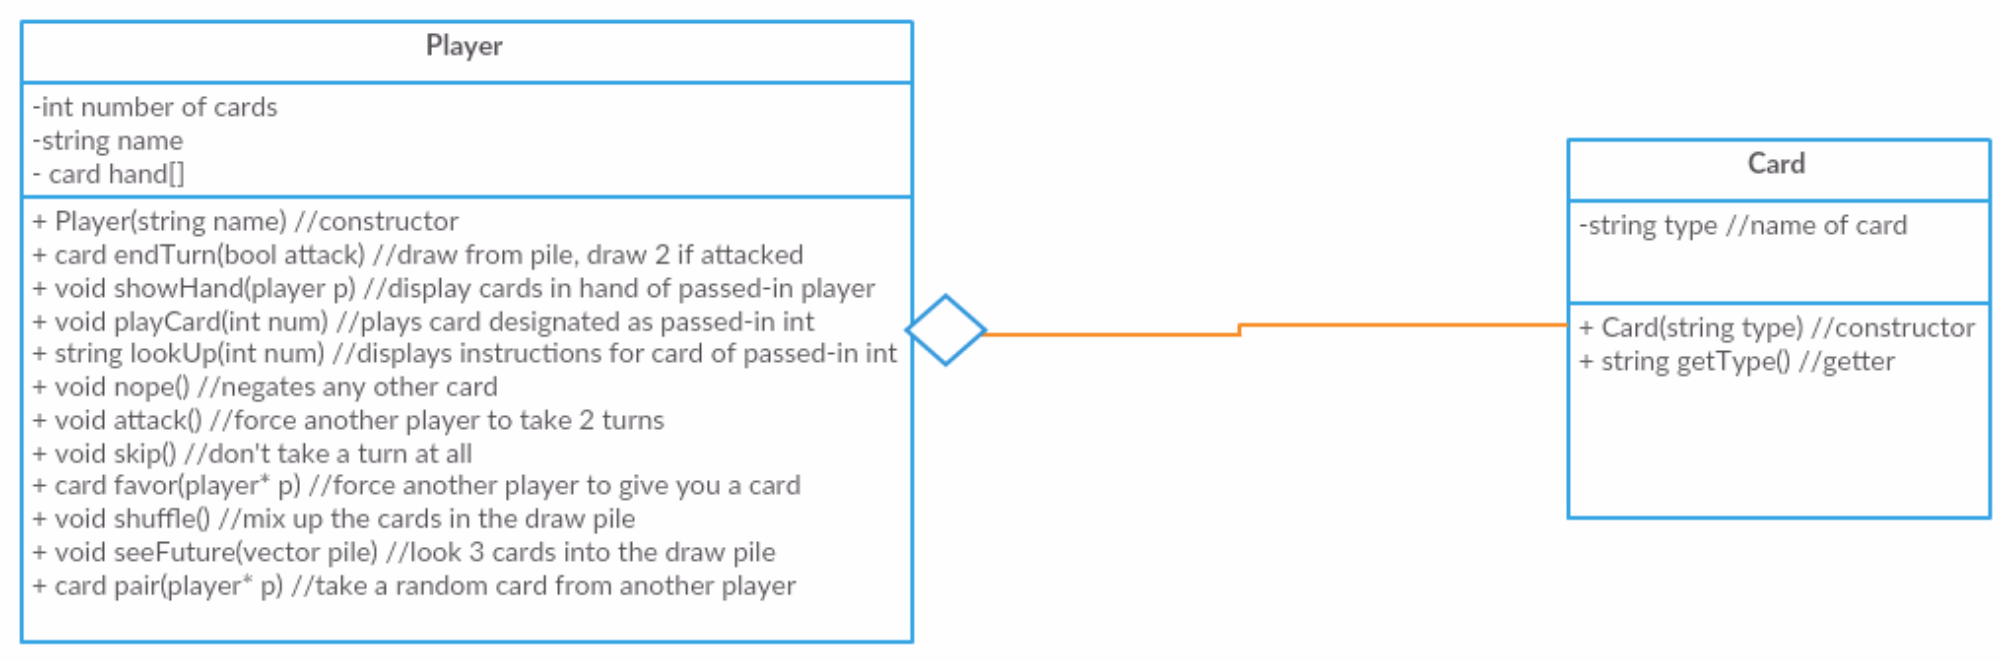 Player
-int number of cards
-string name
- card hand[]
+ Player(string name) //constructor
+ card endTurn(bool attack) //draw from pile, draw 2 if attacked
+ void showHand(player p) //display cards in hand of passed-in player
+ void playCard(int num) //plays card designated as passed-in int
+ string lookUp(int num) //displays instructions for card of passed-in int
+ void nope() //negates any other card
+ void attack() //force another player to take 2 turns
+ void skip() //don't take a turn at all
+ card favor(player* p) //force another player to give you a card
+ void shuffle() //mix up the cards in the draw pile
+ void seeFuture(vector pile) //look 3 cards into the draw pile
+ card pair(player* p) //take a random card from another player
Card
-string type //name of card
+ Card(string type) //constructor
+ string getType() //getter